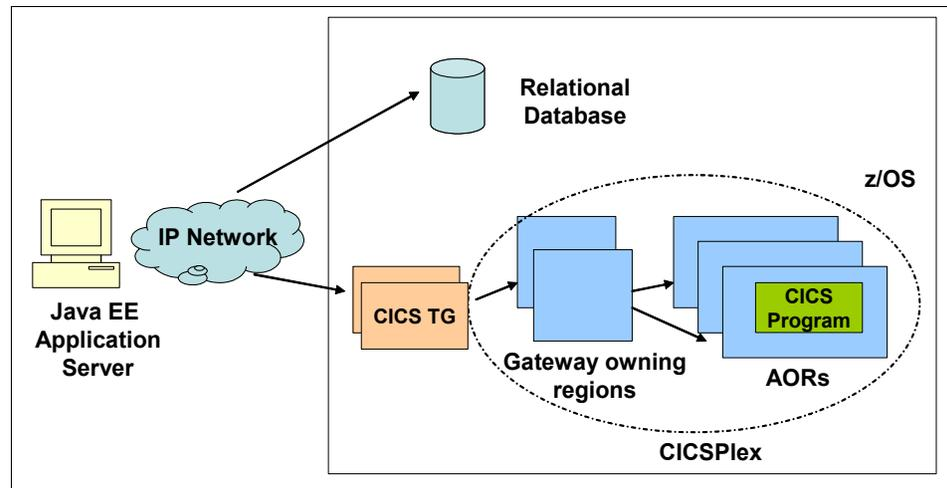 Relational
Database
z/OS
IP Network
Java EE
Application
Server
CICS TG
Gateway owning
regions
CICS
Program
AORs
CICSPlex